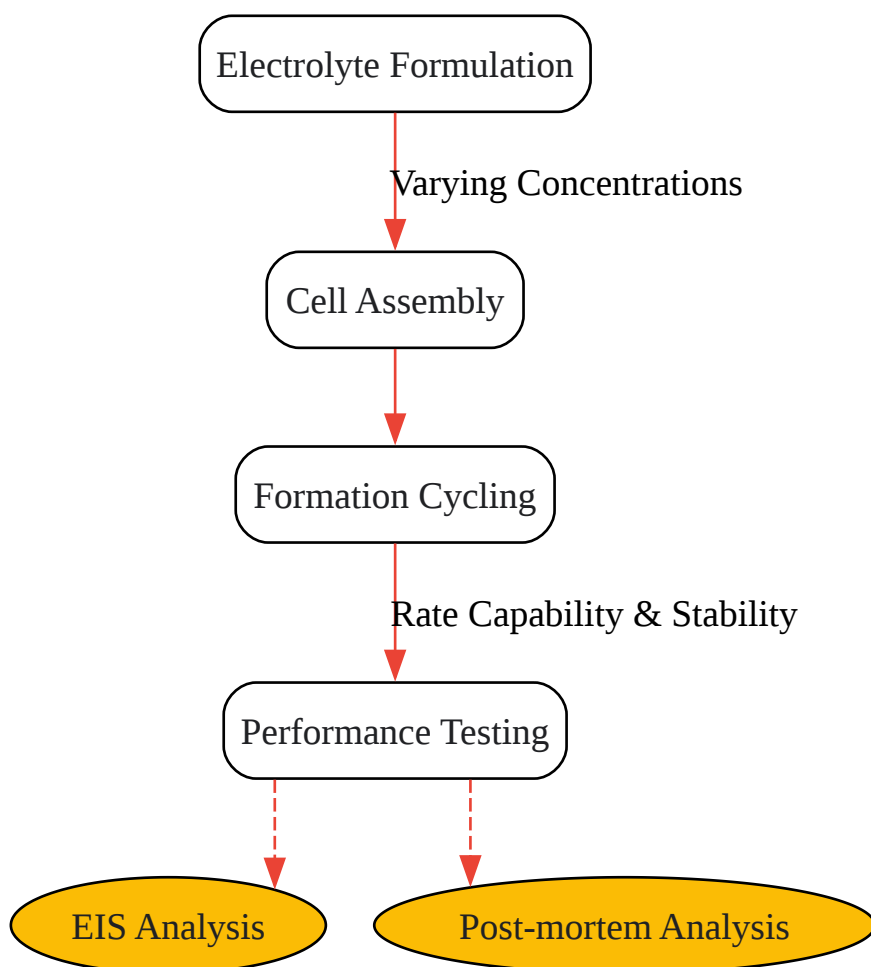 Electrolyte Formulation
Varying Concentrations
Cell Assembly
Formation Cycling
Rate Capability & Stability
Performance Testing
EIS Analysis
Post-mortem Analysis